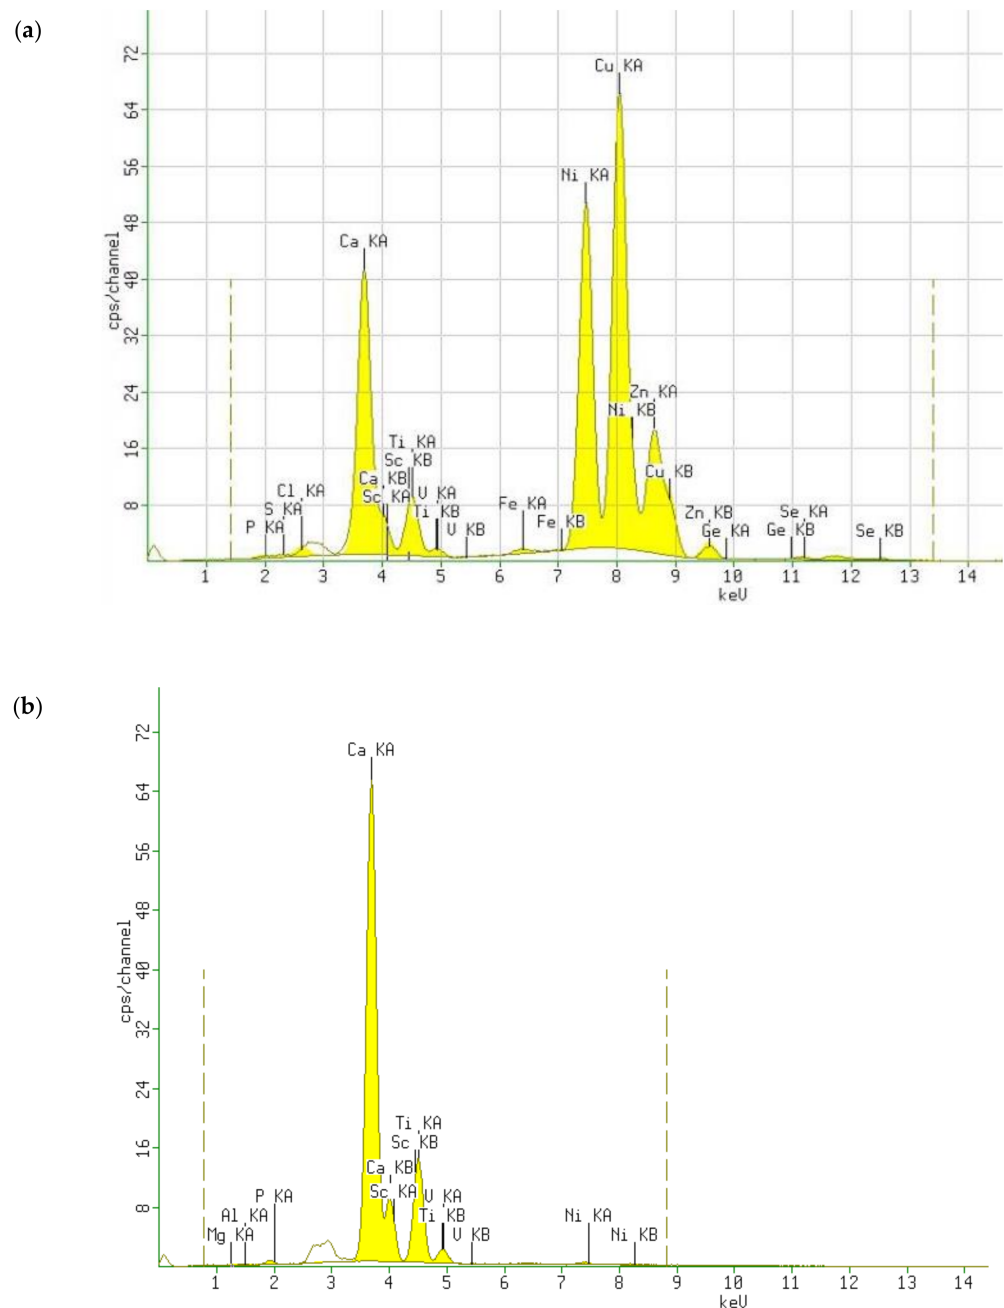 (a)
cps/channel
72
64
56
48
40
32
24
16
8
Cu KA
Ni KA
Ca KA
Zn KA
Ni KB
Ti KA
Sc KB
Ca KB
Cu KB
Cl KA
Sc KA
V KA
S KA
Ti KB
P KA
V KB
Fe KA
Fe KB
Zn KB
Ge KA
Se KA
Ge KB
Se KB
1 2 3 4 5 6 7 8 9 10 11 12 13 14
keV
(b)
cps/channel
72
64
56
48
40
32
24
16
8
Ca KA
Ti KA
Sc KB
Ca KB
P KA
Sc KA
V KA
Al KA
Ti KB
Ni KA
Mg KA
V KB
Ni KB
1 2 3 4 5 6 7 8 9 10 11 12 13 14
keV